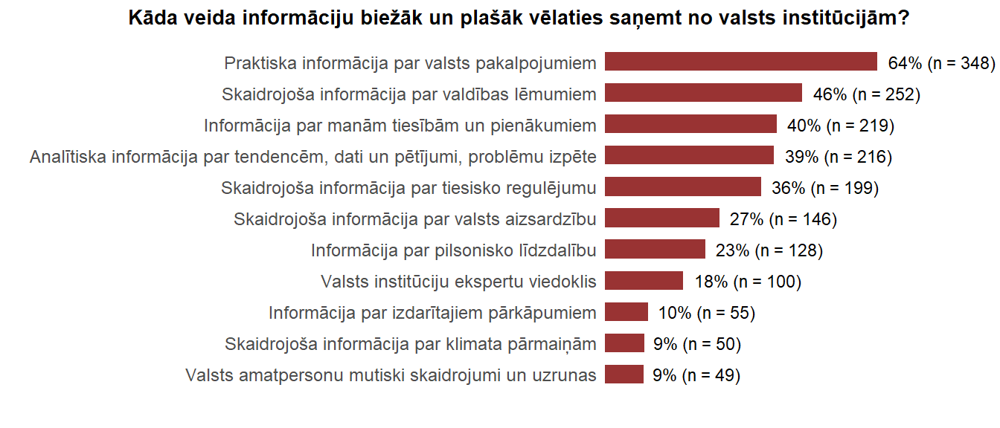 Kāda veida informāciju biežāk un plašāk vēlaties saņemt no valsts institūcijām?
Praktiska informācija par valsts pakalpojumiem 64% (n = 348)
Skaidrojoša informācija par valdības lēmumiem 46% (n = 252)
Informācija par manām tiesībām un pienākumiem 40% (n = 219)
Analītiska informācija par tendencēm, dati un pētījumi, problēmu izpēte 39% (n = 216)
Skaidrojoša informācija par tiesisko regulējumu 36% (n = 199)
Skaidrojoša informācija par valsts aizsardzību 27% (n = 146)
Informācija par pilsonisko līdzdalību 23% (n = 128)
Valsts institūciju ekspertu viedoklis 18% (n = 100)
Informācija par izdarītajiem pārkāpumiem 10% (n = 55)
Skaidrojoša informācija par klimata pārmaiņām 9% (n = 50)
Valsts amatpersonu mutiski skaidrojumi un uzrunas 9% (n = 49)